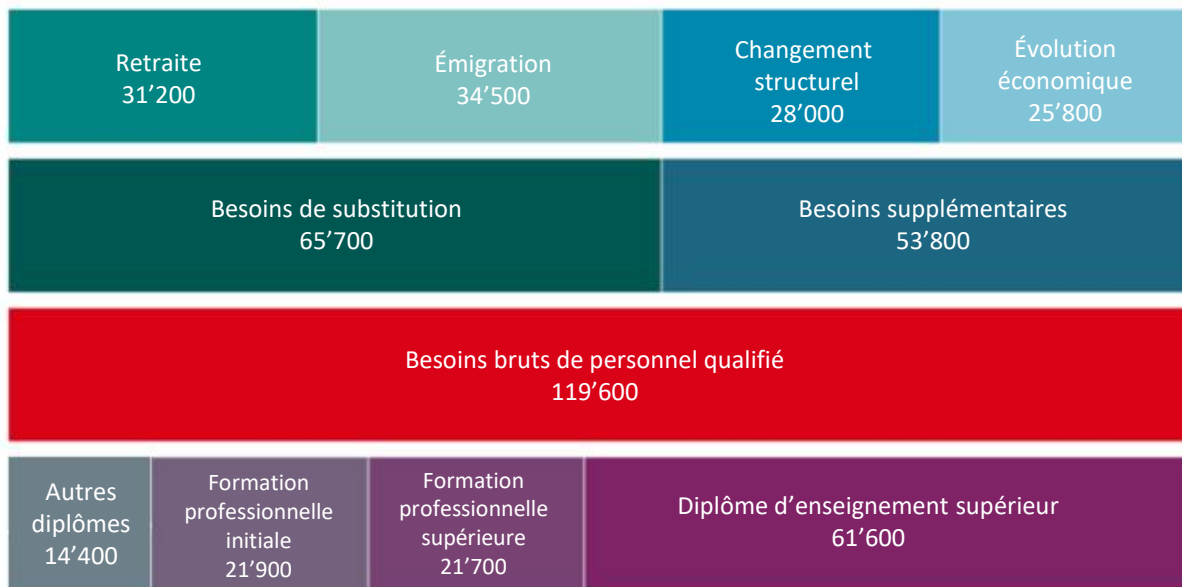 Retraite
31’200
Émigration
34’500
Changement
structurel
28’000
Évolution
économique
25’800
Besoins de substitution
65’700
Besoins supplémentaires
53’800
Besoins bruts de personnel qualifié
119’600
Autres
diplômes
14’400
Formation
professionnelle
initiale
21’900
Formation
professionnelle
supérieure
21’700
Diplôme d’enseignement supérieur
61’600